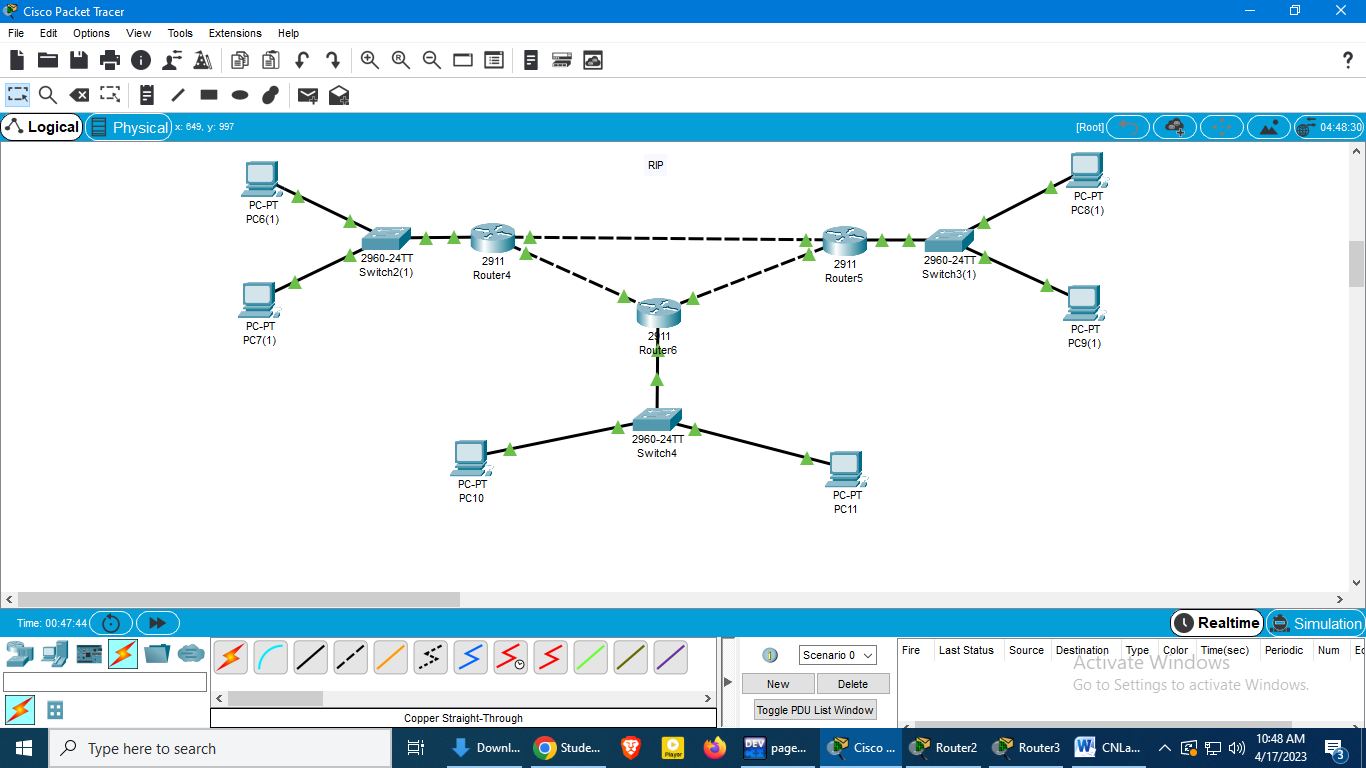 Cisco Packet Tracer
File Edit Options View Tools Extensions Help
?
Logical Physical x: 649, y: 997 [Root] 04:48:30
RIP
PC-PT
PC6(1)
PC-PT
PC8(1)
2960-24TT
Switch2(1)
2911
Router4
2911
Router5
2960-24TT
Switch3(1)
PC-PT
PC7(1)
2911
Router6
PC-PT
PC9(1)
2960-24TT
Switch4
PC-PT
PC10
PC-PT
PC11
Time: 00:47:44 Realtime Simulation
Scenario 0
New Delete
Toggle PDU List Window
Fire Last Status Source Destination Type Color Time(sec) Periodic Num Ec
Activate Windows
Go to Settings to activate Windows.
Copper Straight-Through
Type here to search
Downl...
Stude...
Player
DEV
page...
Cisco ...
Router2
Router3
CNLa...
10:48 AM
4/17/2023
3